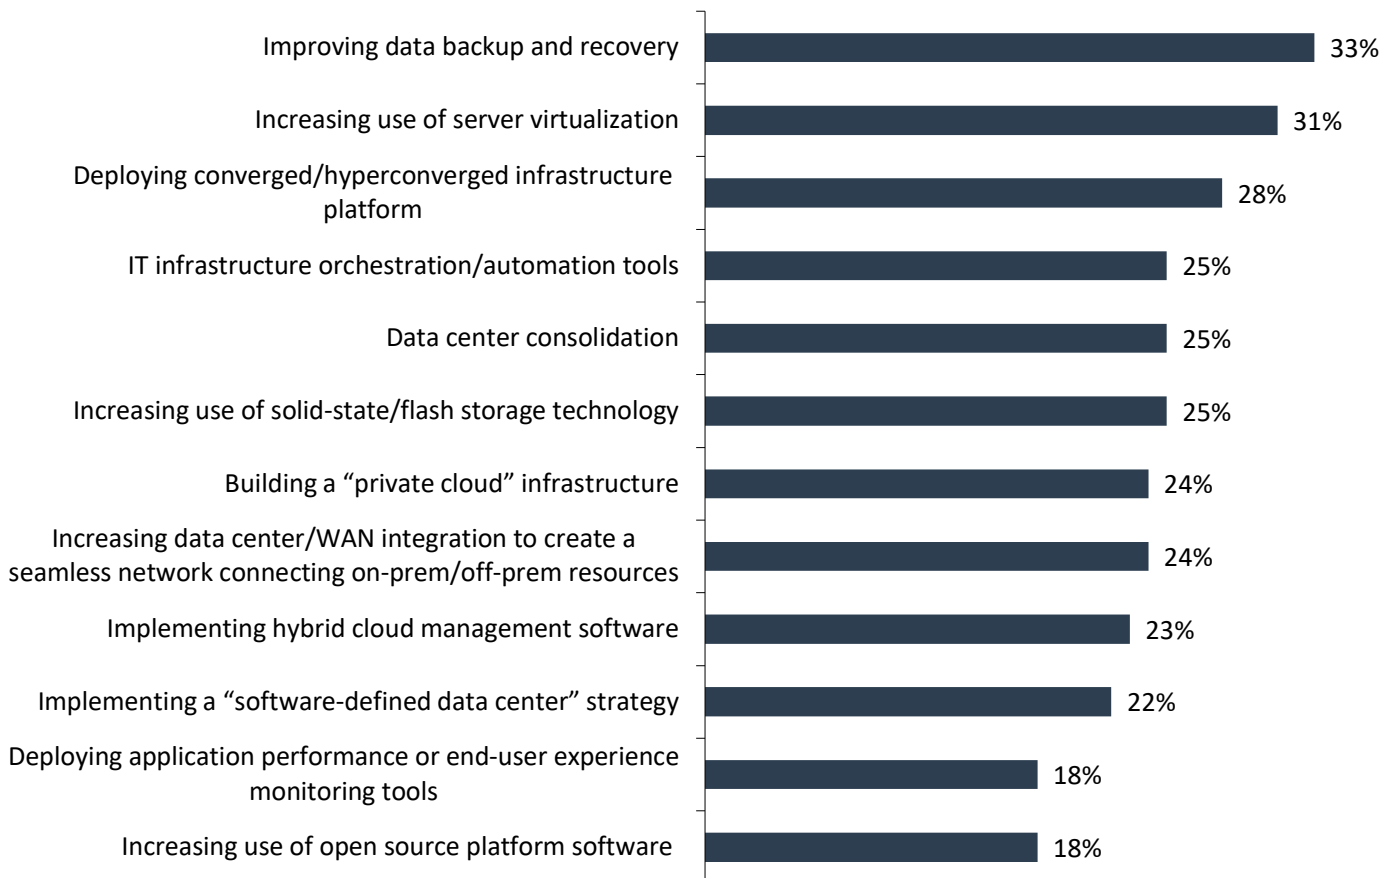 Improving data backup and recovery
33%
Increasing use of server virtualization
31%
Deploying converged/hyperconverged infrastructure
platform
28%
IT infrastructure orchestration/automation tools
25%
Data center consolidation
25%
Increasing use of solid-state/flash storage technology
25%
Building a “private cloud” infrastructure
24%
Increasing data center/WAN integration to create a
seamless network connecting on-prem/off-prem resources
24%
Implementing hybrid cloud management software
23%
Implementing a “software-defined data center” strategy
22%
Deploying application performance or end-user experience
monitoring tools
18%
Increasing use of open source platform software
18%